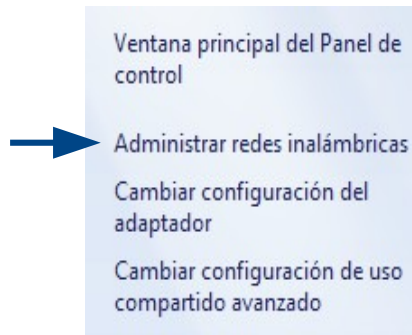 Ventana principal del Panel de
control
Administrar redes inalámbricas
Cambiar configuración del
adaptador
Cambiar configuración de uso
compartido avanzado